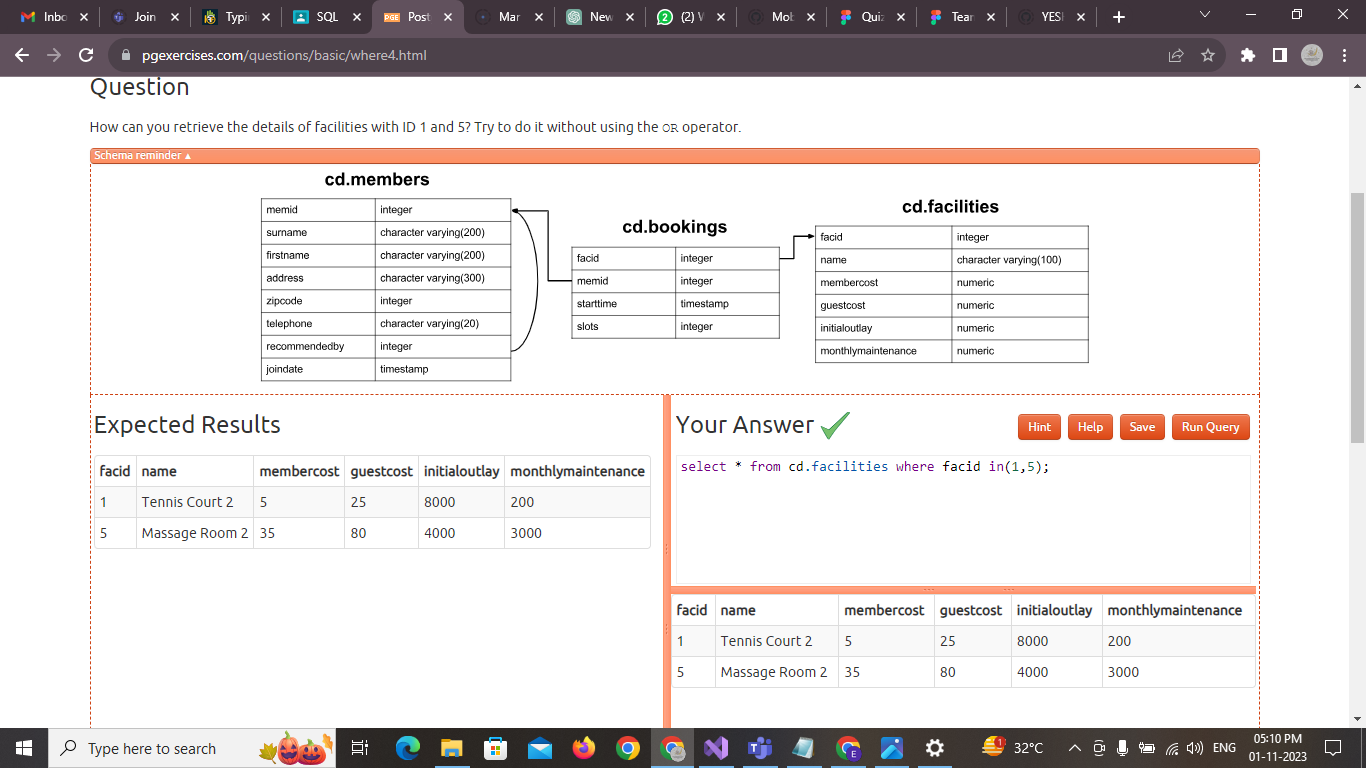 Inbo
Join
Typi
SQL
PGE Post
Mar
New
2 (2)
Mot
Qui
Tear
YES
pgexercises.com/questions/basic/where4.html
Question
How can you retrieve the details of facilities with ID 1 and 5? Try to do it without using the OR operator.
Schema reminder ▲
cd.members
memid integer
surname character varying(200)
firstname character varying(200)
address character varying(300)
zipcode integer
telephone character varying(20)
recommendedby integer
joindate timestamp
cd.bookings
facid integer
memid integer
starttime timestamp
slots integer
cd.facilities
facid integer
name character varying(100)
membercost numeric
guestcost numeric
initialoutlay numeric
monthlymaintenance numeric
Expected Results
facid name membercost guestcost initialoutlay monthlymaintenance
1 Tennis Court 2 5 25 8000 200
5 Massage Room 2 35 80 4000 3000
Your Answer
Hint Help Save Run Query
select * from cd.facilities where facid in(1,5);
facid name membercost guestcost initialoutlay monthlymaintenance
1 Tennis Court 2 5 25 8000 200
5 Massage Room 2 35 80 4000 3000
Type here to search
E
1
32°C
ENG
05:10 PM
01-11-2023